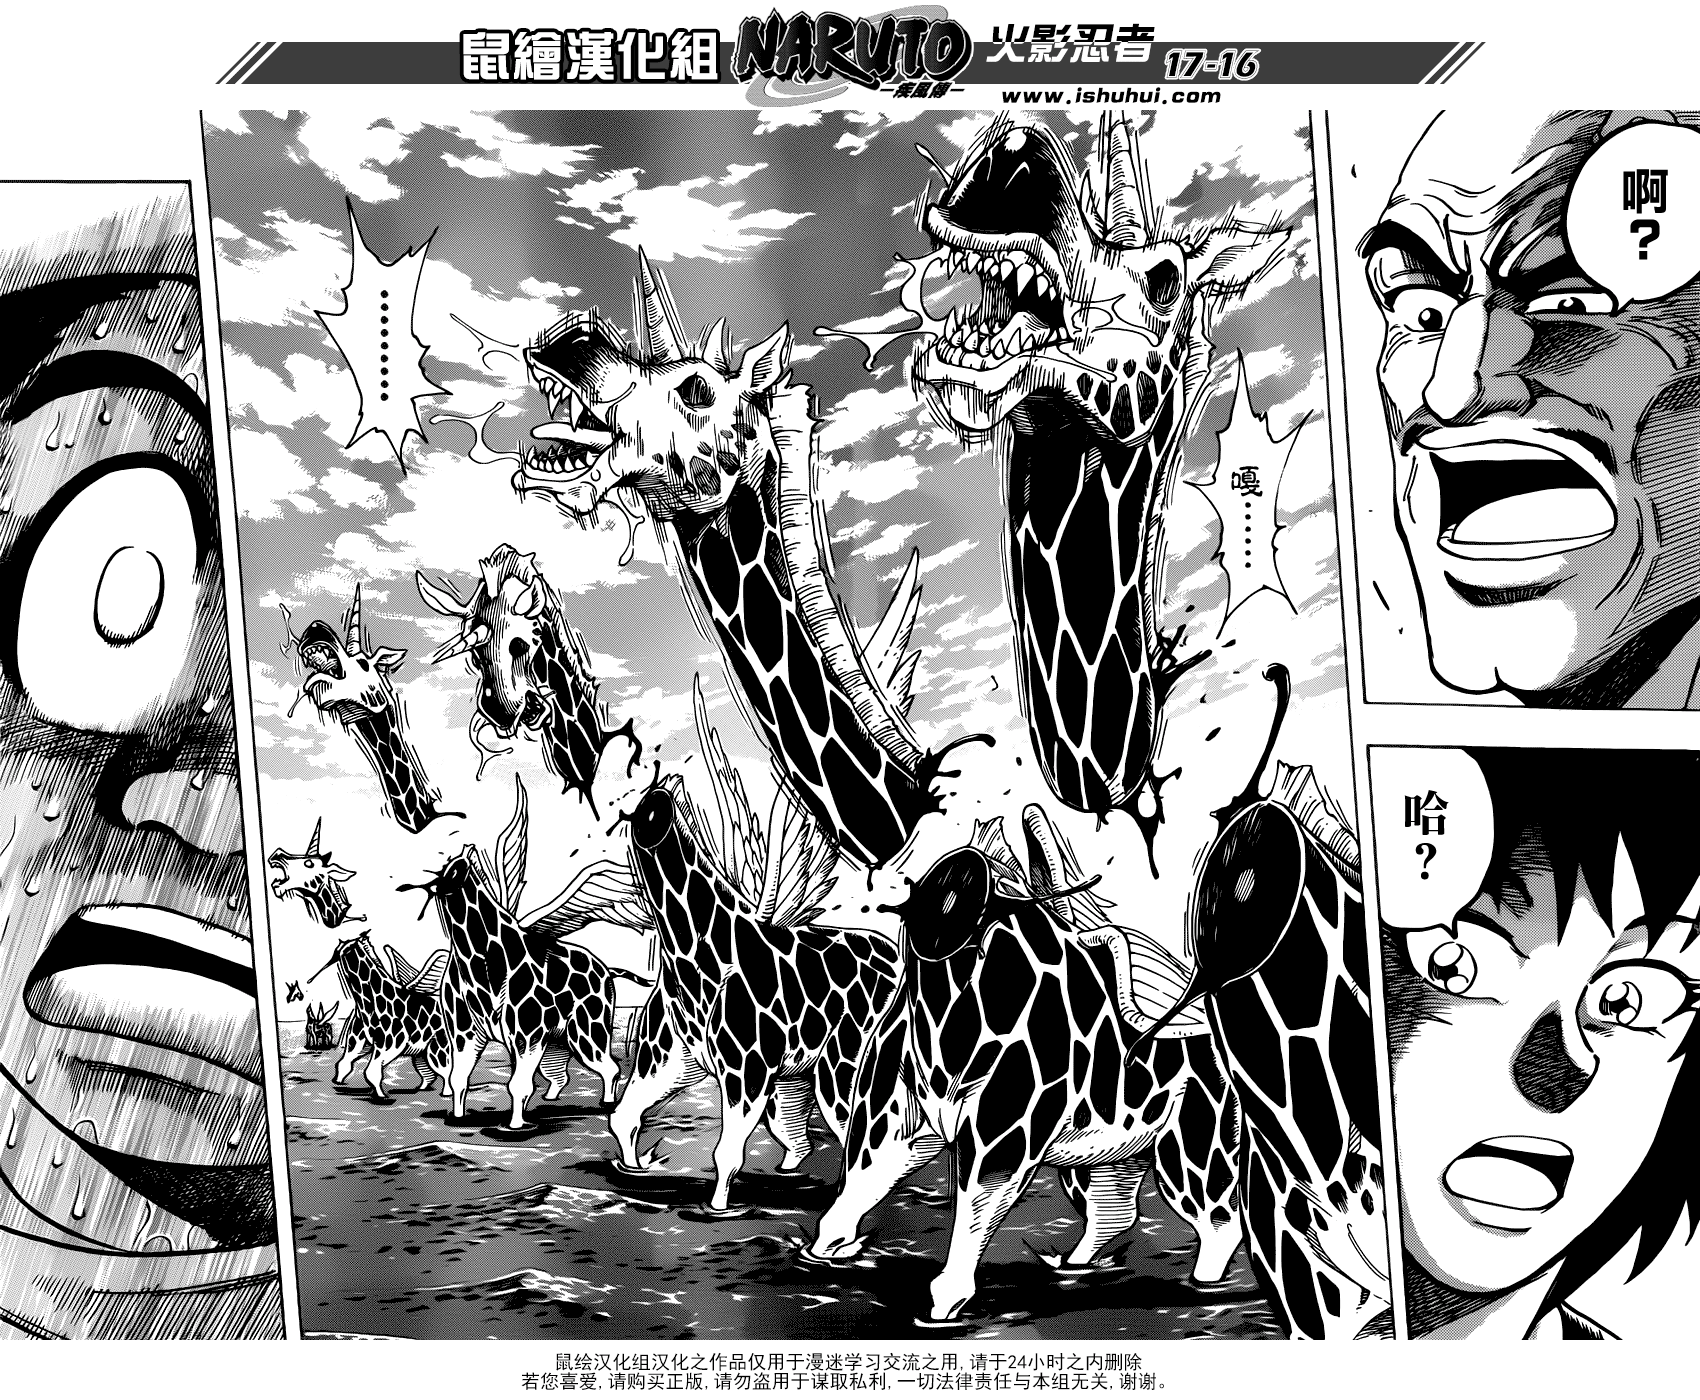 鼠繪漢化組
NARUTO
-疾風傳-
火影忍者
17-16
www.ishuhui.com
啊?
嘎……
………
哈?
鼠绘汉化组汉化之作品仅用于漫迷学习交流之用,请于24小时之内删除
若您喜爱,请购买正版,请勿盗用于谋取私利,一切法律责任与本组无关,谢谢。